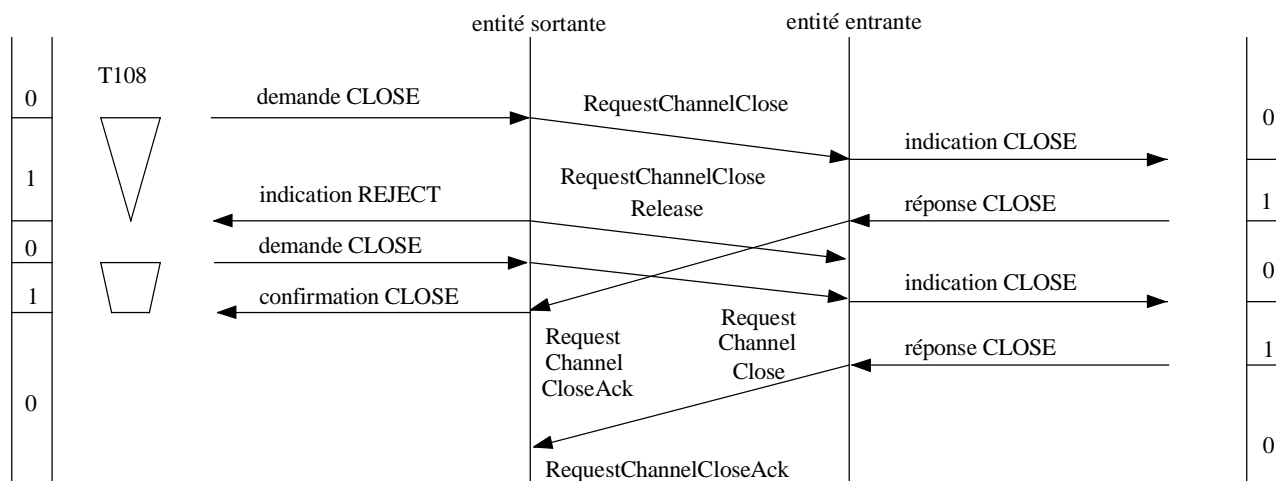 entité sortante
entité entrante
T108
0
demande CLOSE
RequestChannelClose
0
indication CLOSE
1
RequestChannelClose
Release
indication REJECT
réponse CLOSE
1
0
demande CLOSE
0
1
confirmation CLOSE
indication CLOSE
Request
Channel
CloseAck
Request
Channel
Close
réponse CLOSE
1
0
0
RequestChannelCloseAck